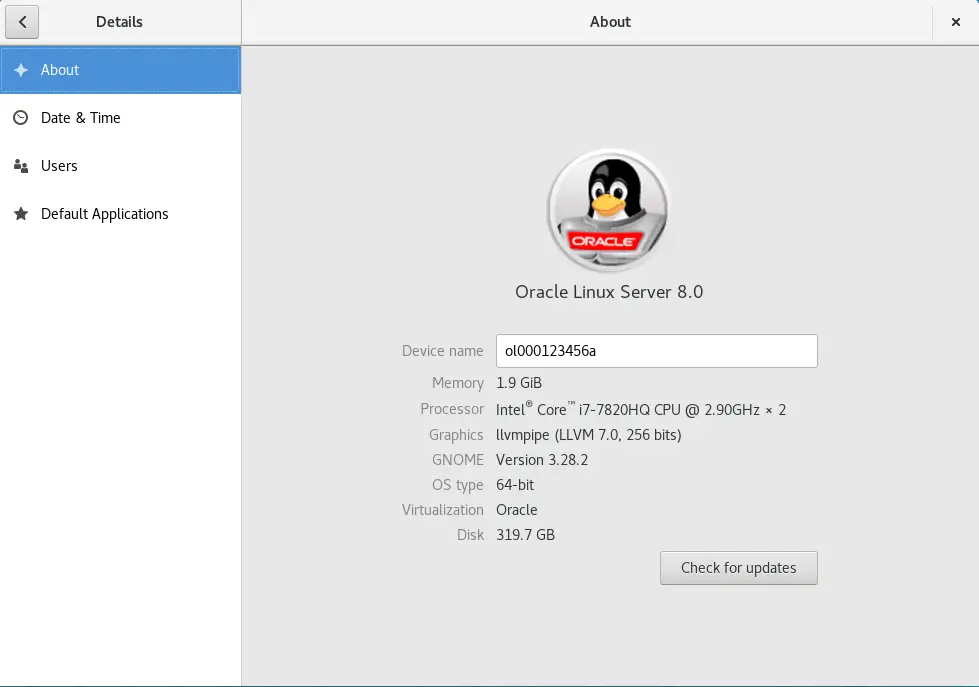 Details
About
About
Date & Time
Users
Default Applications
ORACLE
Oracle Linux Server 8.0
Device name ol000123456a
Memory 1.9 GiB
Processor Intel® Core™ i7-7820HQ CPU @ 2.90GHz × 2
Graphics llvmpipe (LLVM 7.0, 256 bits)
GNOME Version 3.28.2
OS type 64-bit
Virtualization Oracle
Disk 319.7 GB
Check for updates